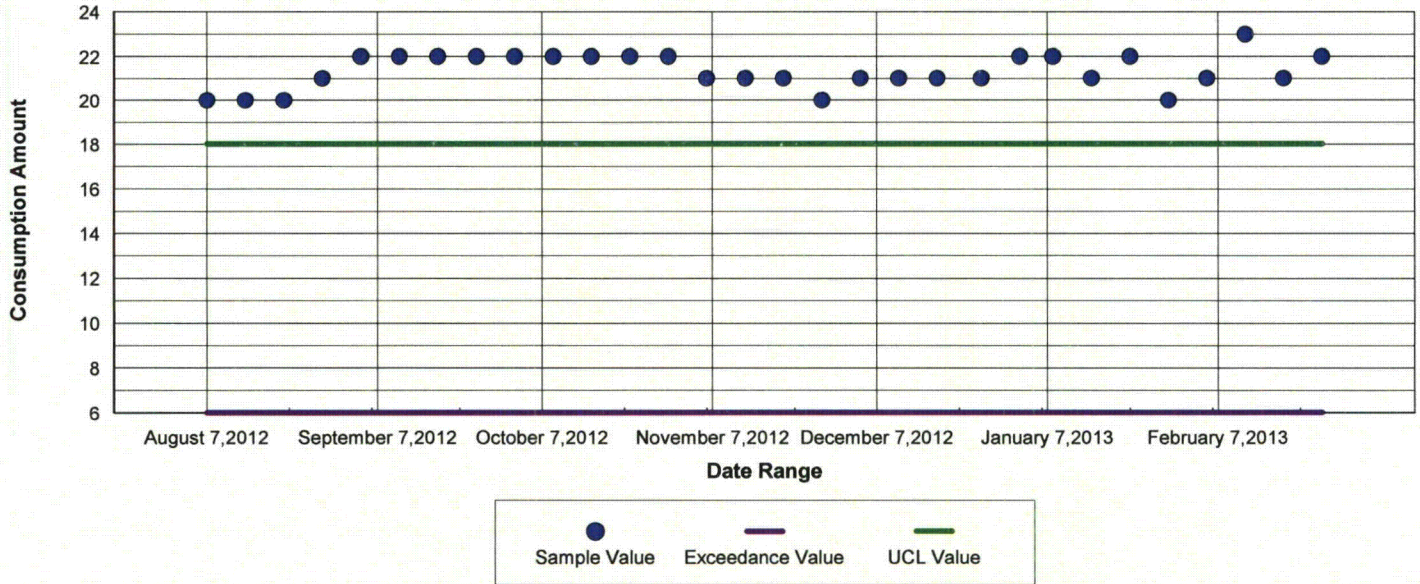 Consumption Amount
24
22
20
18
16
14
12
10
8
6
August 7,2012 September 7,2012 October 7,2012 November 7,2012 December 7,2012 January 7,2013 February 7,2013
Date Range
Sample Value Exceedance Value UCL Value